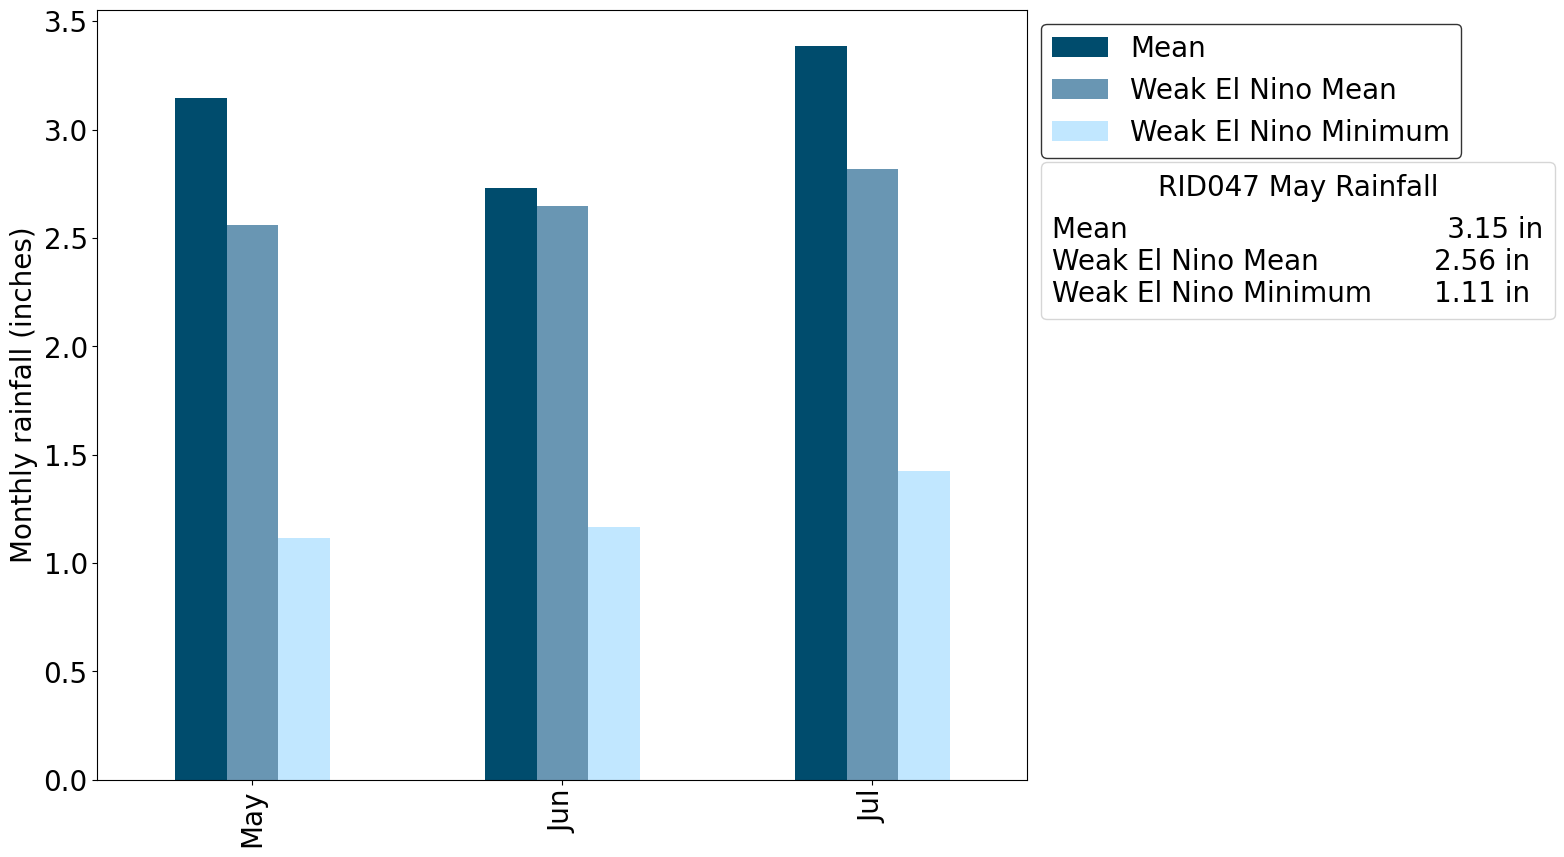 3.5
3.0
2.5
2.0
1.5
1.0
0.5
0.0
Monthly rainfall (inches)
May
Jun
Jul
Mean
Weak El Nino Mean
Weak El Nino Minimum
RID047 May Rainfall
Mean 3.15 in
Weak El Nino Mean 2.56 in
Weak El Nino Minimum 1.11 in